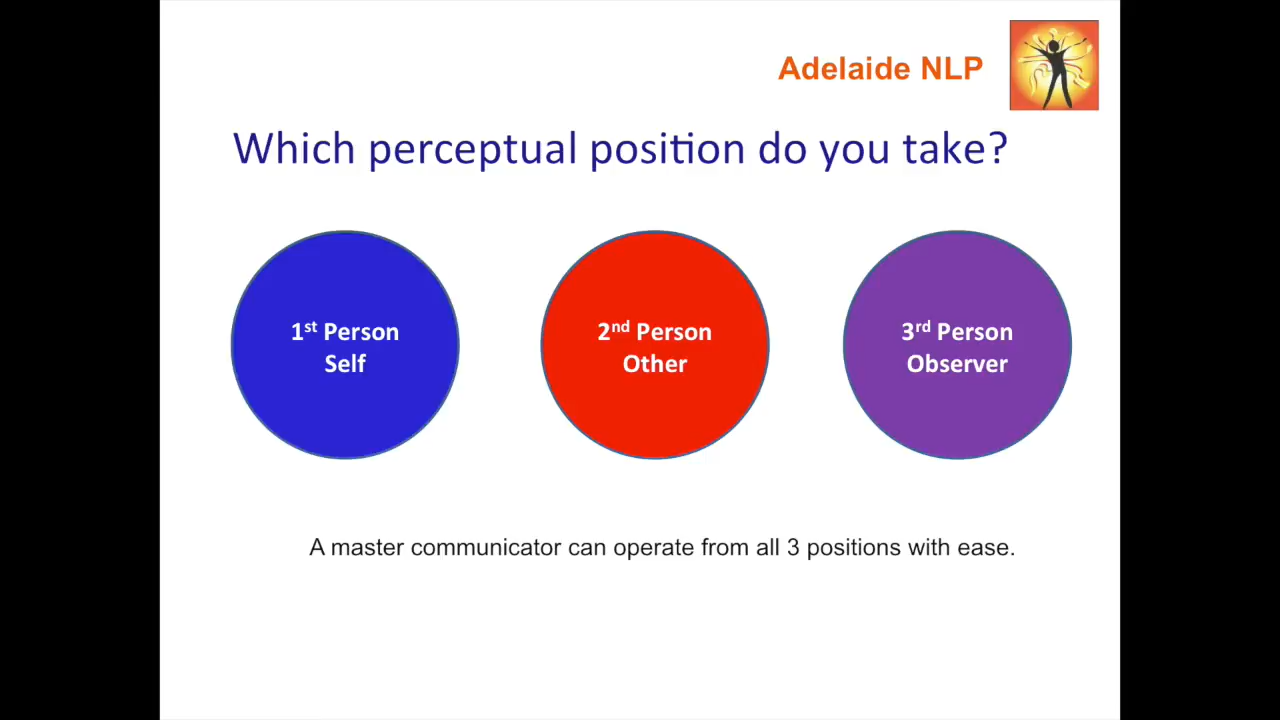 Adelaide NLP
Which perceptual position do you take?
1st Person
Self
2nd Person
Other
3rd Person
Observer
A master communicator can operate from all 3 positions with ease.